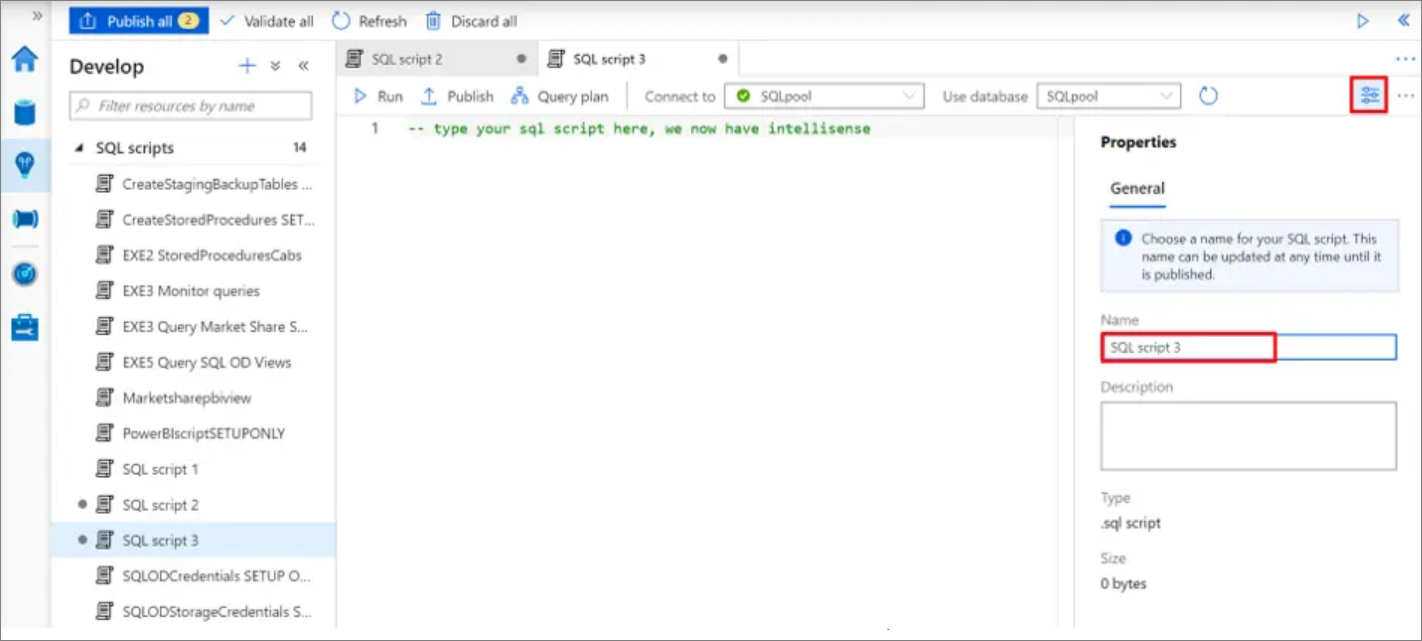 Publish all 2 Validate all Refresh Discard all
Develop
Filter resources by name
SQL scripts 14
CreateStagingBackupTables ...
CreateStoredProcedures SET...
EXE2 StoredProceduresCabs
EXE3 Monitor queries
EXE3 Query Market Share S...
EXE5 Query SQL OD Views
Marketsharepbiview
PowerBIscriptSETUPONLY
SQL script 1
SQL script 2
SQL script 3
SQLODCredentials SETUP O...
SQLODStorageCredentials S...
SQL script 2 SQL script 3
Run Publish Query plan Connect to SQLpool Use database SQLpool
1 -- type your sql script here, we now have intellisense
Properties
General
Choose a name for your SQL script. This
name can be updated at any time until it
is published.
Name
SQL script 3
Description
Type
.sql script
Size
0 bytes